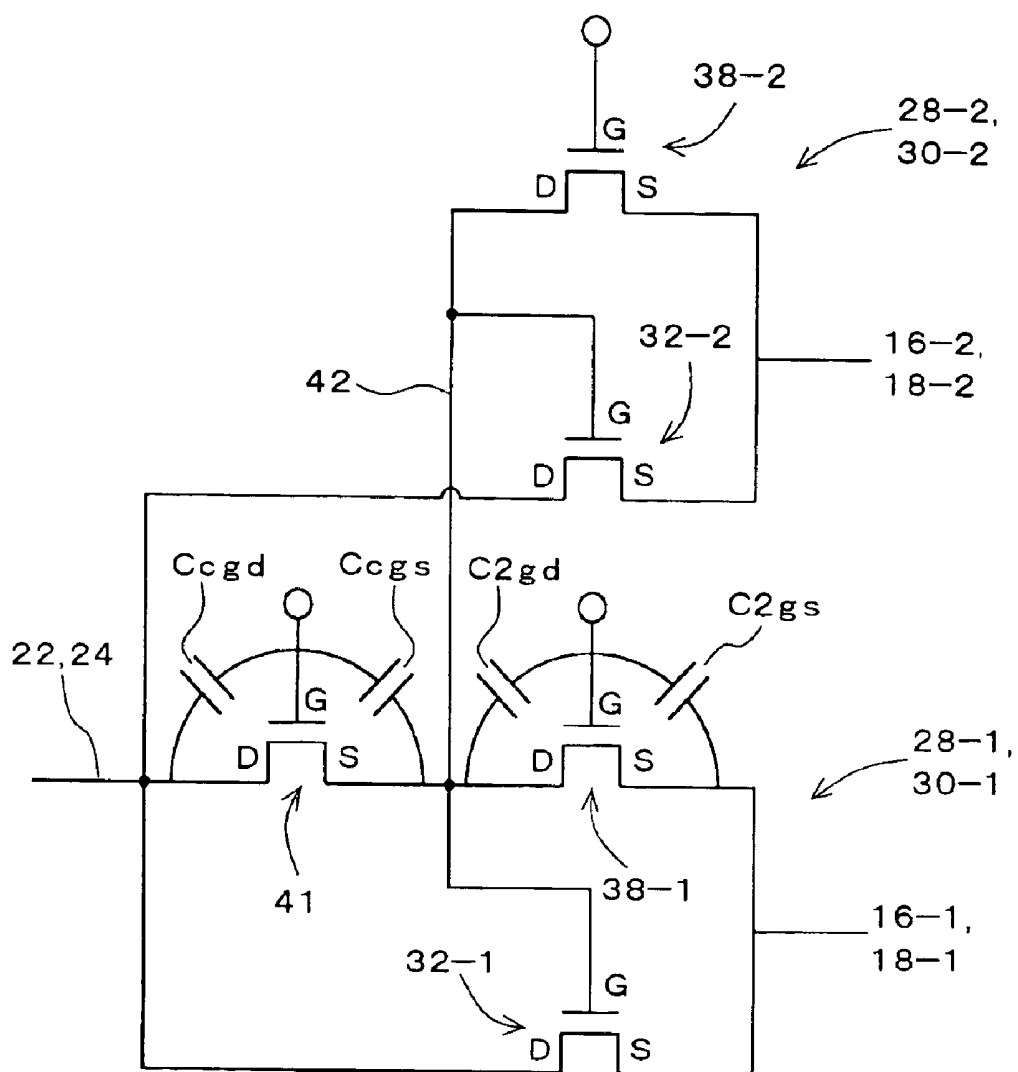 38-2
28-2,
30-2
G
D S
32-2
16-2,
18-2
42
G
D S
Ccgd
Ccgs
C2gd
C2gs
22,24
G
G
D S
D S
28-1,
30-1
41
38-1
16-1,
18-1
32-1
G
D S